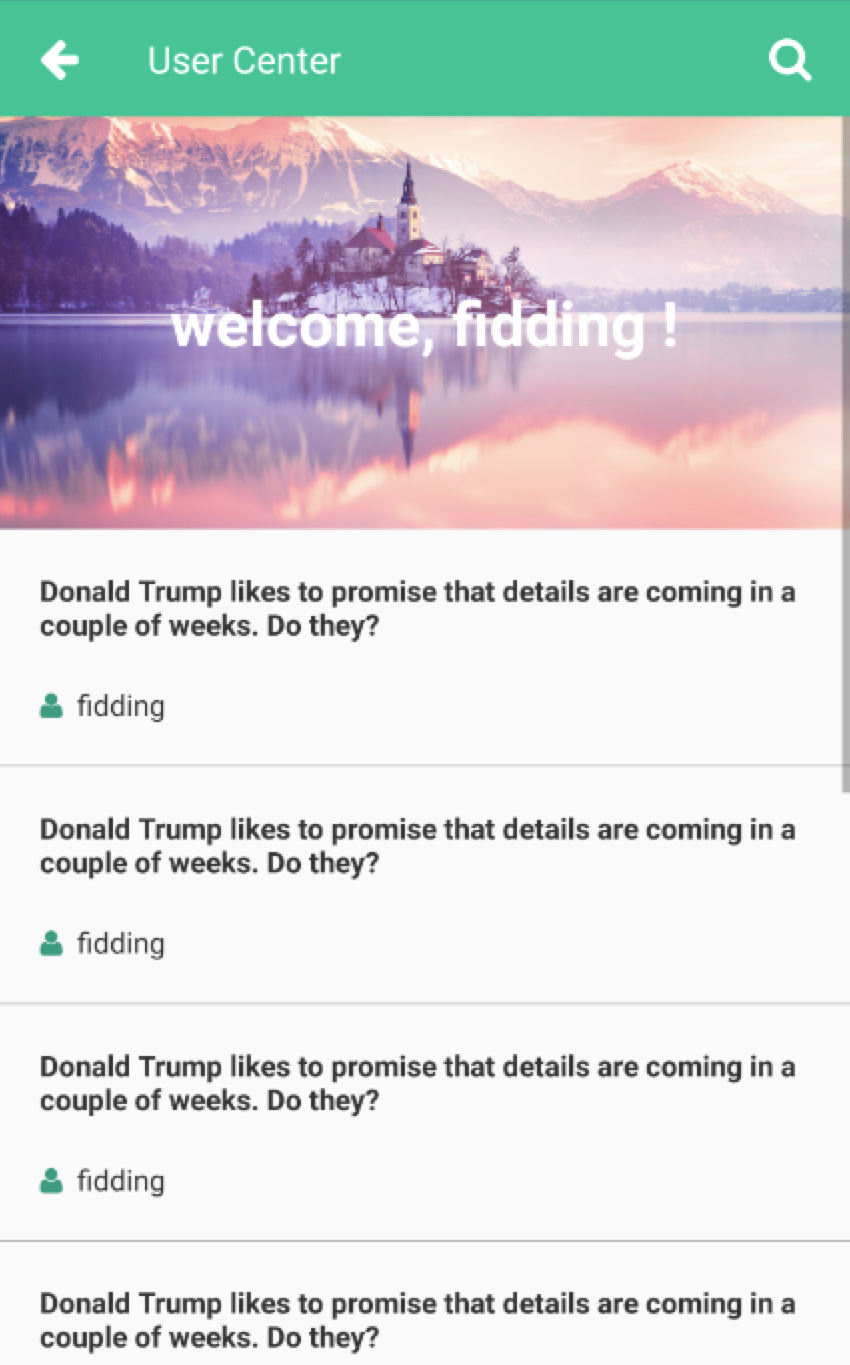 User Center
welcome, fidding !
Donald Trump likes to promise that details are coming in a
couple of weeks. Do they?
fidding
Donald Trump likes to promise that details are coming in a
couple of weeks. Do they?
fidding
Donald Trump likes to promise that details are coming in a
couple of weeks. Do they?
fidding
Donald Trump likes to promise that details are coming in a
couple of weeks. Do they?